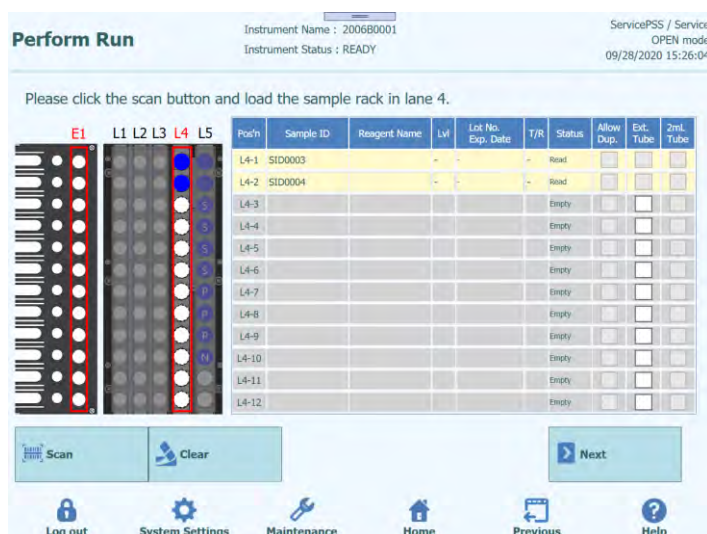 Perform Run
Instrument Name : 2006B0001
Instrument Status : READY
ServicePSS / Service
OPEN mode
09/28/2020 15:26:04
Please click the scan button and load the sample rack in lane 4.
E1 L1 L2 L3 L4 L5
Pos'n Sample ID Reagent Name Lvl Lot No. Exp. Date T/R Status Allow Dup. Ext. Tube 2mL Tube
L4-1 SID0003 - - - Read
L4-2 SID0004 - - - Read
L4-3 Empty
L4-4 Empty
L4-5 Empty
L4-6 Empty
L4-7 Empty
L4-8 Empty
L4-9 Empty
L4-10 Empty
L4-11 Empty
L4-12 Empty
S
S
S
S
P
P
P
N
Scan Clear Next
Log out System Settings Maintenance Home Previous Help